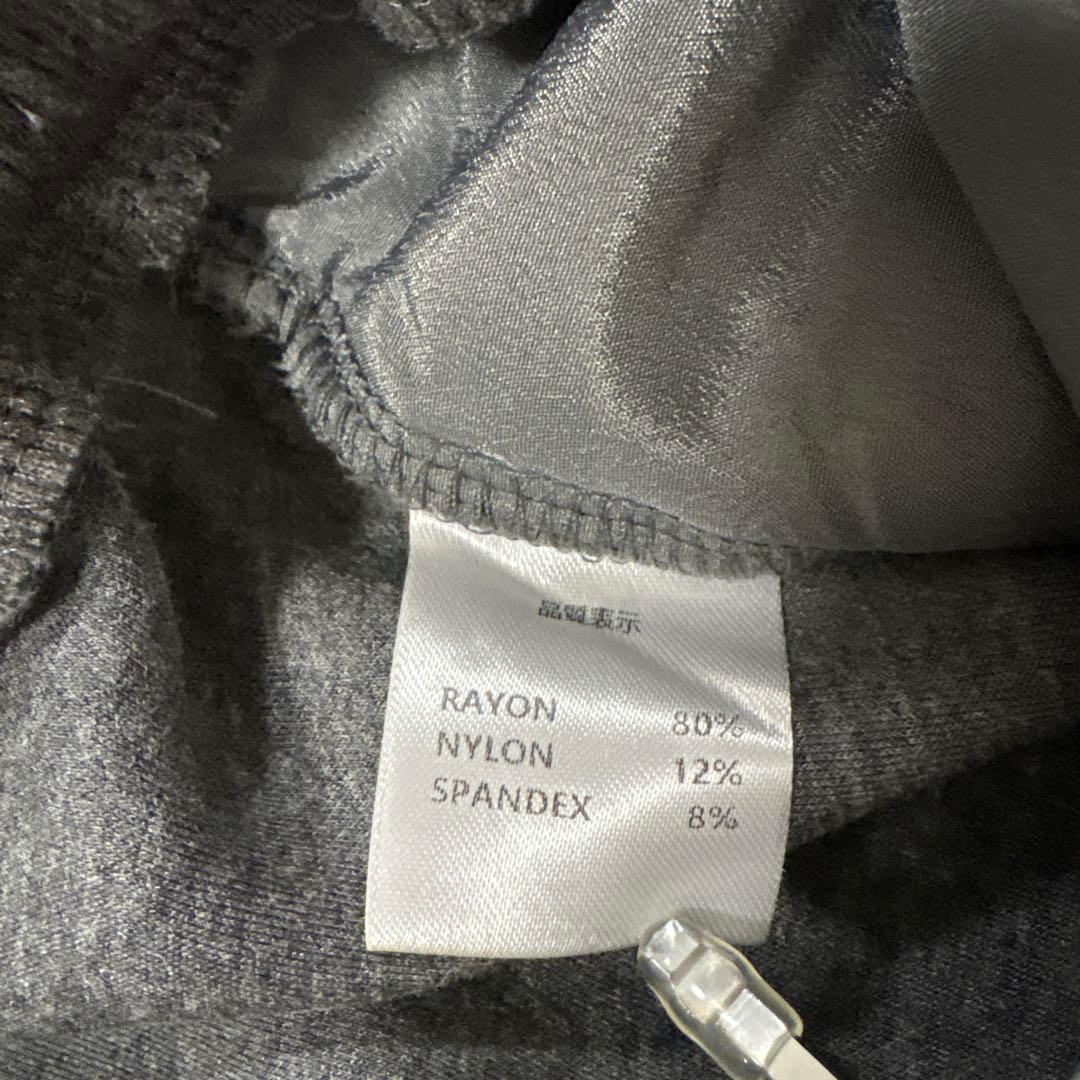 品質表示
RAYON 80%
NYLON 12%
SPANDEX 8%